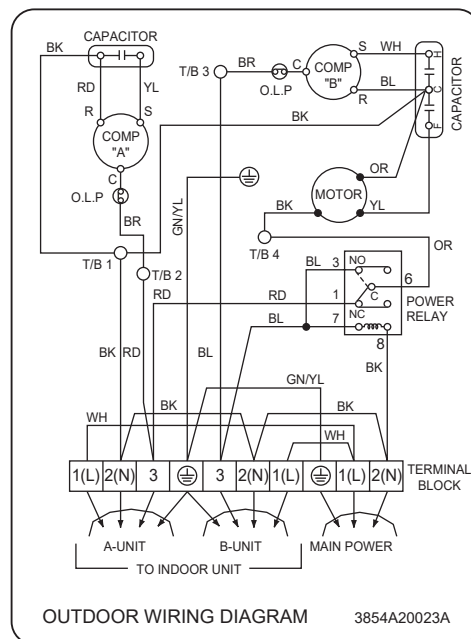 CAPACITOR
BK
RD YL
R S
COMP
"A"
C
O.L.P
BR
T/B 1
T/B 2
T/B 3
BR
C
O.L.P
S
COMP
"B"
R
WH
BL
BK
H
C
F
CAPACITOR
GN/YL
OR
MOTOR
BK
YL
T/B 4
OR
BL
3
NO
6
C
RD
RD
1
NC
POWER
RELAY
BL
7
8
BK
BK
RD
BL
GN/YL
WH
BK
BK
WH
1(L) 2(N) 3 3 2(N) 1(L) 1(L) 2(N)
TERMINAL
BLOCK
A-UNIT B-UNIT MAIN POWER
TO INDOOR UNIT
OUTDOOR WIRING DIAGRAM 3854A20023A